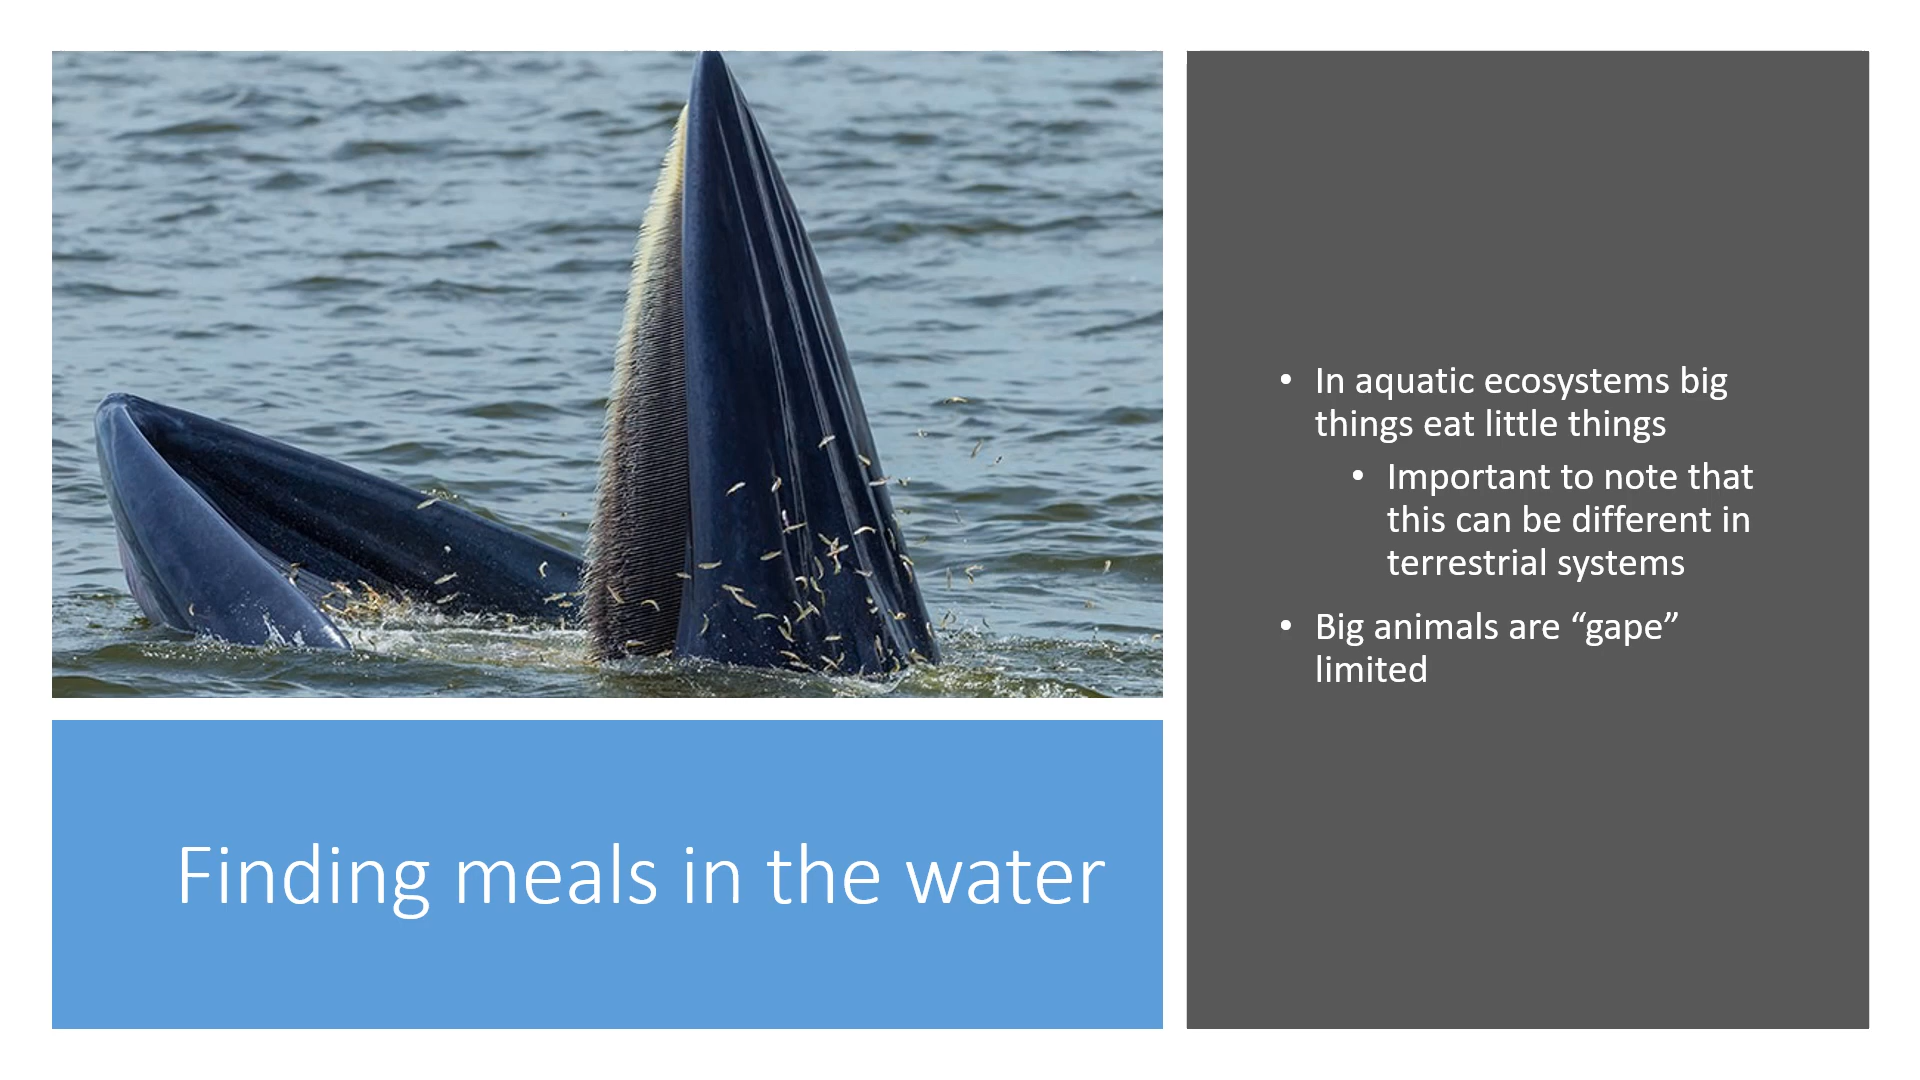 Finding meals in the water
• In aquatic ecosystems big
things eat little things
• Important to note that
this can be different in
terrestrial systems
• Big animals are “gape”
limited